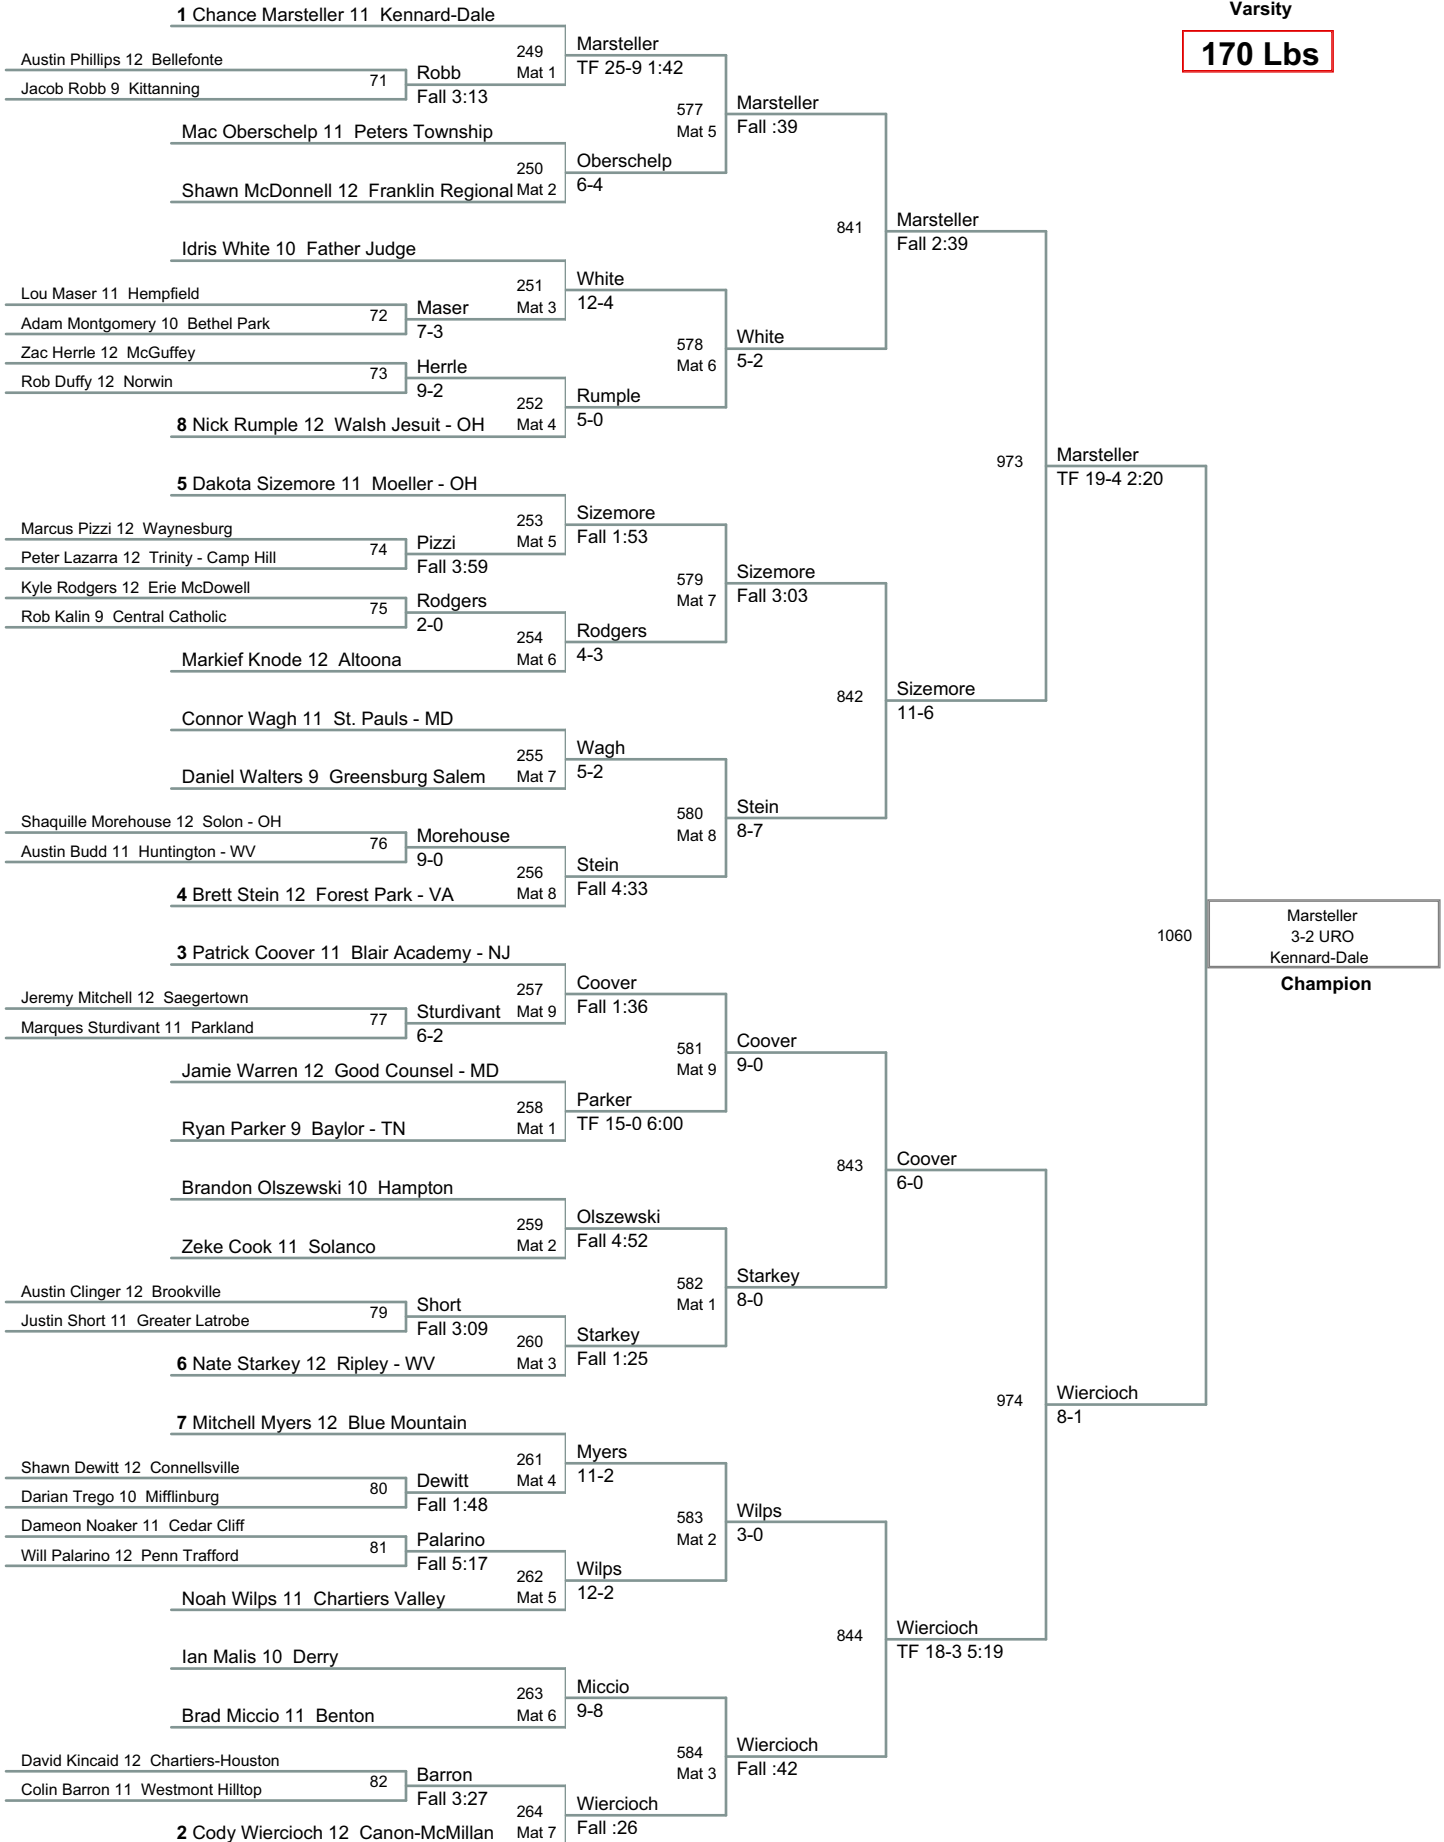 Varsity
170 Lbs
1 Chance Marsteller 11 Kennard-Dale
Austin Phillips 12 Bellefonte
71
Jacob Robb 9 Kittanning
Robb
Fall 3:13
249
Mat 1
Marsteller
TF 25-9 1:42
Mac Oberschelp 11 Peters Township
250
Shawn McDonnell 12 Franklin Regional Mat 2
Oberschelp
6-4
577
Mat 5
Marsteller
Fall :39
Idris White 10 Father Judge
Lou Maser 11 Hempfield
72
Adam Montgomery 10 Bethel Park
Maser
7-3
251
Mat 3
White
12-4
Zac Herrle 12 McGuffey
73
Rob Duffy 12 Norwin
Herrle
9-2
252
8 Nick Rumple 12 Walsh Jesuit - OH Mat 4
Rumple
5-0
578
Mat 6
White
5-2
841
Marsteller
Fall 2:39
5 Dakota Sizemore 11 Moeller - OH
Marcus Pizzi 12 Waynesburg
74
Peter Lazarra 12 Trinity - Camp Hill
Pizzi
Fall 3:59
253
Mat 5
Sizemore
Fall 1:53
Kyle Rodgers 12 Erie McDowell
75
Rob Kalin 9 Central Catholic
Rodgers
2-0
254
Markief Knode 12 Altoona Mat 6
Rodgers
4-3
579
Mat 7
Sizemore
Fall 3:03
Connor Wagh 11 St. Pauls - MD
255
Daniel Walters 9 Greensburg Salem Mat 7
Wagh
5-2
Shaquille Morehouse 12 Solon - OH
76
Austin Budd 11 Huntington - WV
Morehouse
9-0
256
4 Brett Stein 12 Forest Park - VA Mat 8
Stein
Fall 4:33
580
Mat 8
Stein
8-7
842
Sizemore
11-6
973
Marsteller
TF 19-4 2:20
3 Patrick Coover 11 Blair Academy - NJ
Jeremy Mitchell 12 Saegertown
77
Marques Sturdivant 11 Parkland
Sturdivant
6-2
257
Mat 9
Coover
Fall 1:36
Jamie Warren 12 Good Counsel - MD
258
Ryan Parker 9 Baylor - TN Mat 1
Parker
TF 15-0 6:00
581
Mat 9
Coover
9-0
Brandon Olszewski 10 Hampton
259
Zeke Cook 11 Solanco Mat 2
Olszewski
Fall 4:52
Austin Clinger 12 Brookville
79
Justin Short 11 Greater Latrobe
Short
Fall 3:09
260
6 Nate Starkey 12 Ripley - WV Mat 3
Starkey
Fall 1:25
582
Mat 1
Starkey
8-0
843
Coover
6-0
7 Mitchell Myers 12 Blue Mountain
Shawn Dewitt 12 Connellsville
80
Darian Trego 10 Mifflinburg
Dewitt
Fall 1:48
261
Mat 4
Myers
11-2
Dameon Noaker 11 Cedar Cliff
81
Will Palarino 12 Penn Trafford
Palarino
Fall 5:17
262
Noah Wilps 11 Chartiers Valley Mat 5
Wilps
12-2
583
Mat 2
Wilps
3-0
Ian Malis 10 Derry
263
Brad Miccio 11 Benton Mat 6
Miccio
9-8
David Kincaid 12 Chartiers-Houston
82
Colin Barron 11 Westmont Hilltop
Barron
Fall 3:27
264
2 Cody Wiercioch 12 Canon-McMillan Mat 7
Wiercioch
Fall :26
584
Mat 3
Wiercioch
Fall :42
844
Wiercioch
TF 18-3 5:19
974
Wiercioch
8-1
1060
Marsteller
3-2 URO
Kennard-Dale
Champion